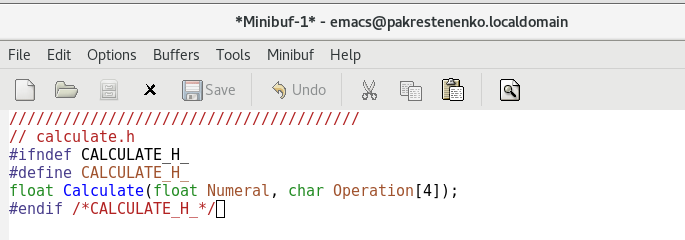 *Minibuf-1* - emacs@pakrestenenko.localdomain
File Edit Options Buffers Tools Minibuf Help
Save Undo
///////////////////////////////////////
// calculate.h
#ifndef CALCULATE_H_
#define CALCULATE_H_
float Calculate(float Numeral, char Operation[4]);
#endif /*CALCULATE_H_*/